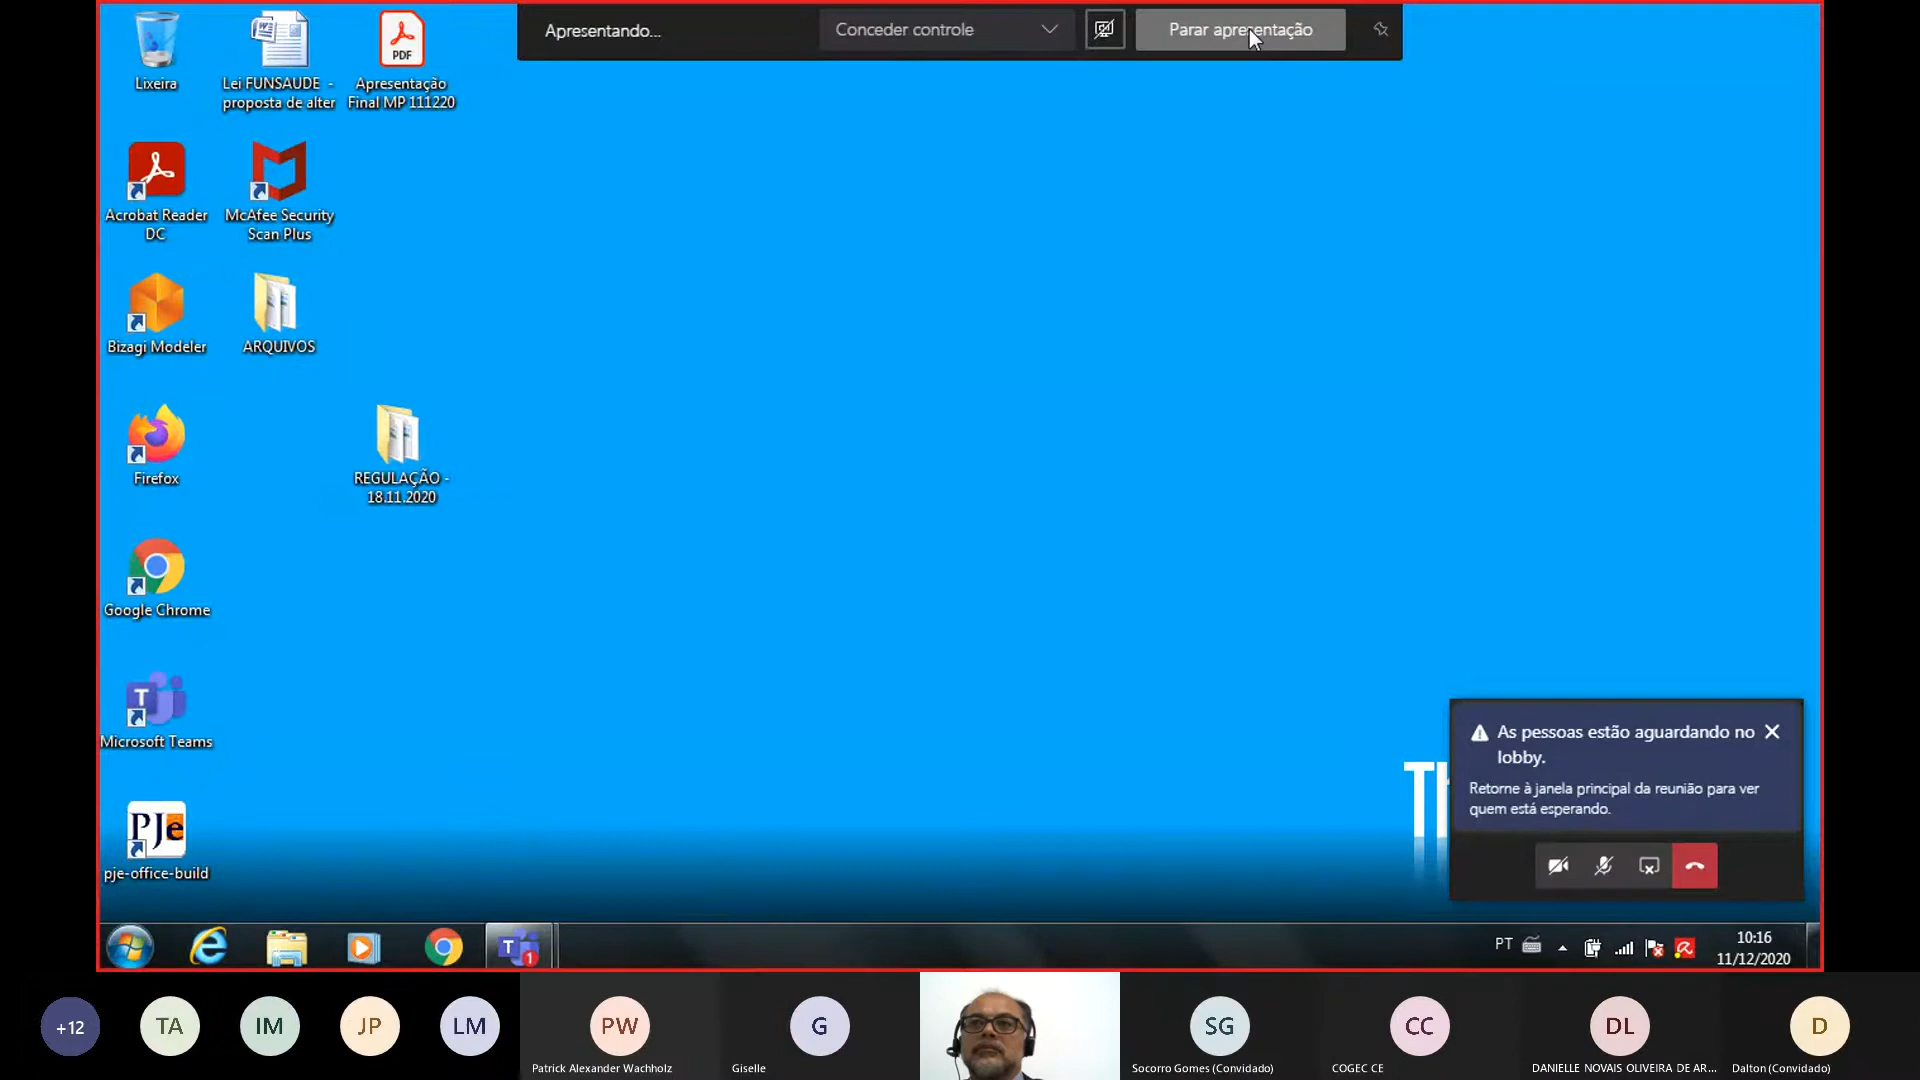 Apresentando...
Conceder controle
Parar apresentação
Lixeira
Lei FUNSAUDE -
proposta de alter
PDF
Apresentação
Final MP 111220
Acrobat Reader
DC
McAfee Security
Scan Plus
Bizagi Modeler
ARQUIVOS
Firefox
REGULAÇÃO -
18.11.2020
Google Chrome
T
Microsoft Teams
PJe
pje-office-build
As pessoas estão aguardando no
lobby.
Retorne à janela principal da reunião para ver
quem está esperando.
T
1
PT
10:16
11/12/2020
+12
TA
IM
JP
LM
PW
Patrick Alexander Wachholz
G
Giselle
SG
Socorro Gomes (Convidado)
CC
COGEC CE
DL
DANIELLE NOVAIS OLIVEIRA DE AR...
D
Dalton (Convidado)